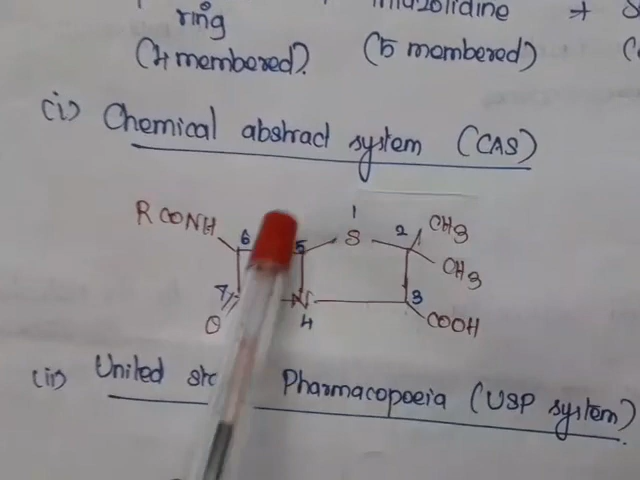 ring + 
(4 membered). (5 membered)
(i) Chemical abstract system (CAS)
1
R CONH 6 5 S 2 CH3
CH3
7 N 3
O 4 COOH
(ii) United Pharmacopoeia (USP system)